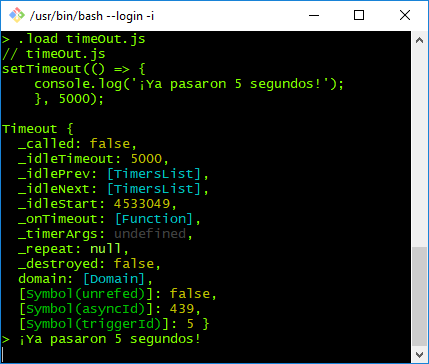 /usr/bin/bash --login -i
> .load timeOut.js
// timeOut.js
setTimeout(() => {
    console.log('¡Ya pasaron 5 segundos!');
    }, 5000);

Timeout {
  _called: false,
  _idleTimeout: 5000,
  _idlePrev: [TimersList],
  _idleNext: [TimersList],
  _idleStart: 4533049,
  _onTimeout: [Function],
  _timerArgs: undefined,
  _repeat: null,
  _destroyed: false,
  domain: [Domain],
  [Symbol(unrefed)]: false,
  [Symbol(asyncId)]: 439,
  [Symbol(triggerId)]: 5 }
> ¡Ya pasaron 5 segundos!